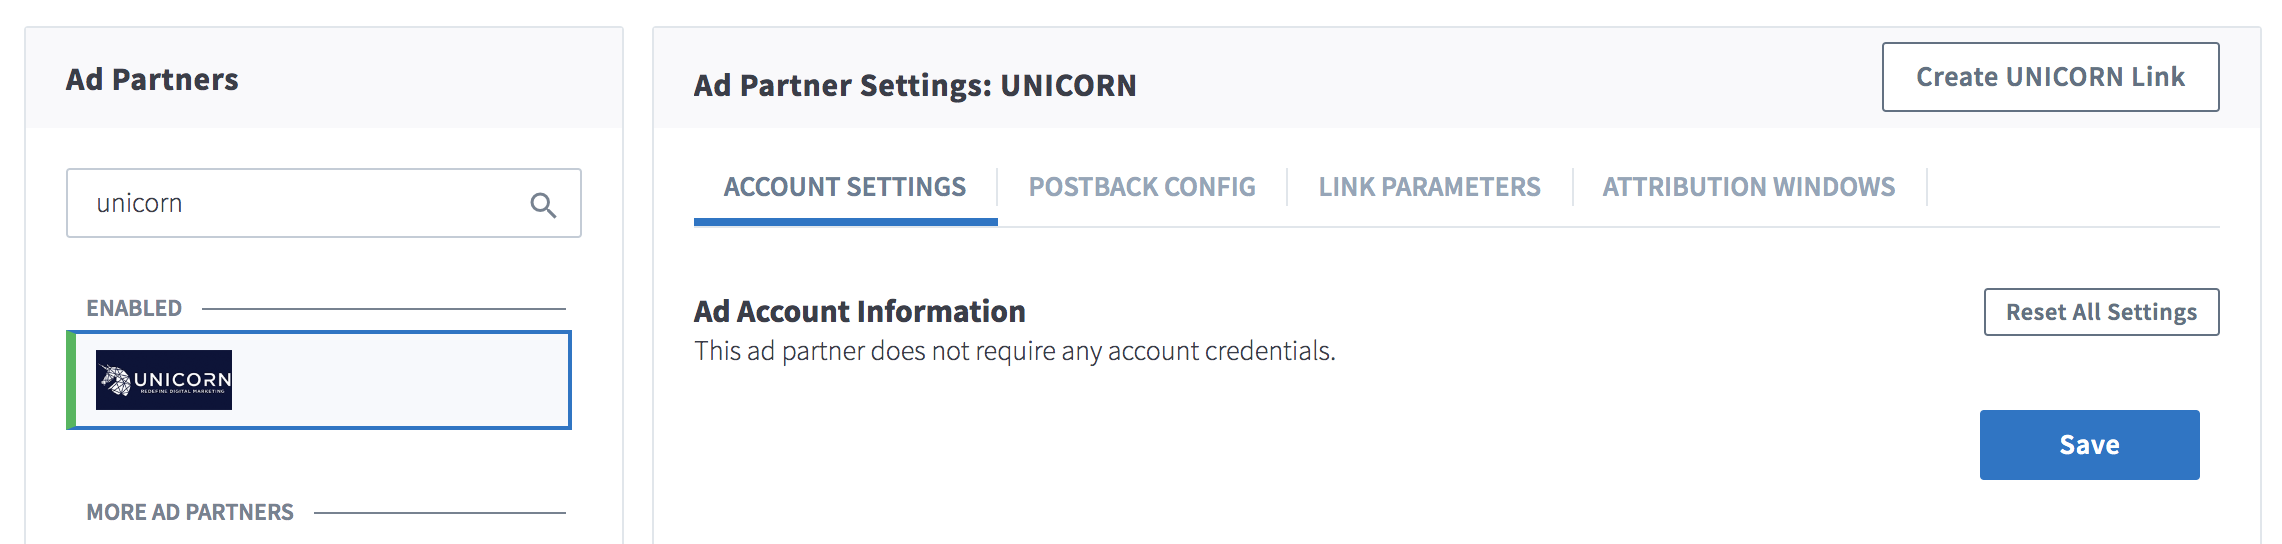 Ad Partners
unicorn
ENABLED
UNICORN
REDEFINE DIGITAL MARKETING
MORE AD PARTNERS
Ad Partner Settings: UNICORN
Create UNICORN Link
ACCOUNT SETTINGS
POSTBACK CONFIG
LINK PARAMETERS
ATTRIBUTION WINDOWS
Ad Account Information
Reset All Settings
This ad partner does not require any account credentials.
Save